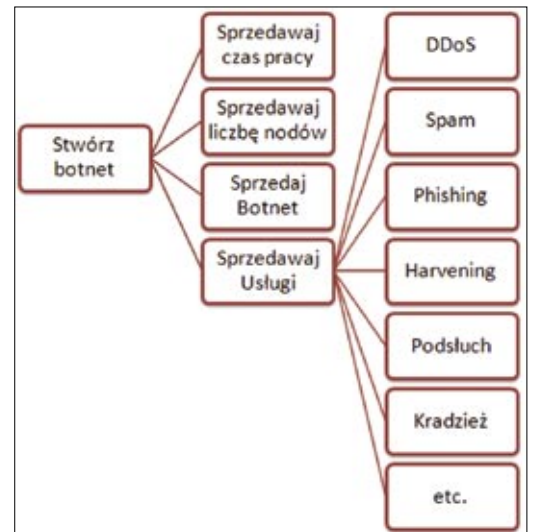 Stwórz
botnet
Sprzedawaj
czas pracy
Sprzedawaj
liczbę nodów
Sprzedaj
Botnet
Sprzedawaj
Usługi
DDoS
Spam
Phishing
Harvening
Podsłuch
Kradzież
etc.